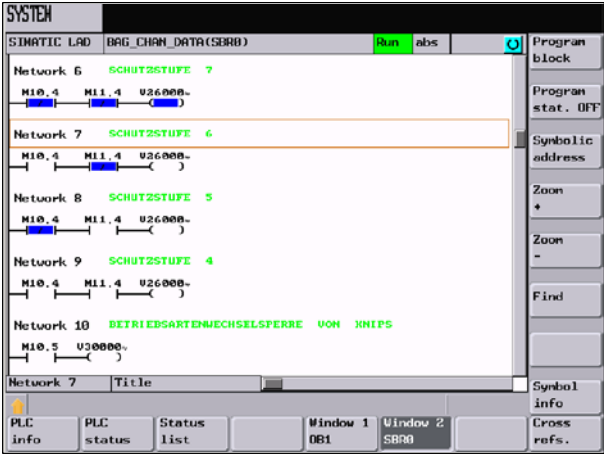 SYSTEM
SIMATIC LAD BAG_CHAN_DATA(SBR0) Run abs
Network 6 SCHUTZSTUFE 7
M10.4 M11.4 V26000~
Network 7 SCHUTZSTUFE 6
M10.4 M11.4 V26000~
Network 8 SCHUTZSTUFE 5
M10.4 M11.4 V26000~
Network 9 SCHUTZSTUFE 4
M10.4 M11.4 V26000~
Network 10 BETRIEBSARTENWECHSELSPERRE VON XNIPS
M10.5 V30000~
Network 7 Title
Program
block
Program
stat. OFF
Symbolic
address
Zoom
+
Zoom
-
Find
Symbol
info
Cross
refs.
PLC
info
PLC
status
Status
list
Window 1
OB1
Window 2
SBR0